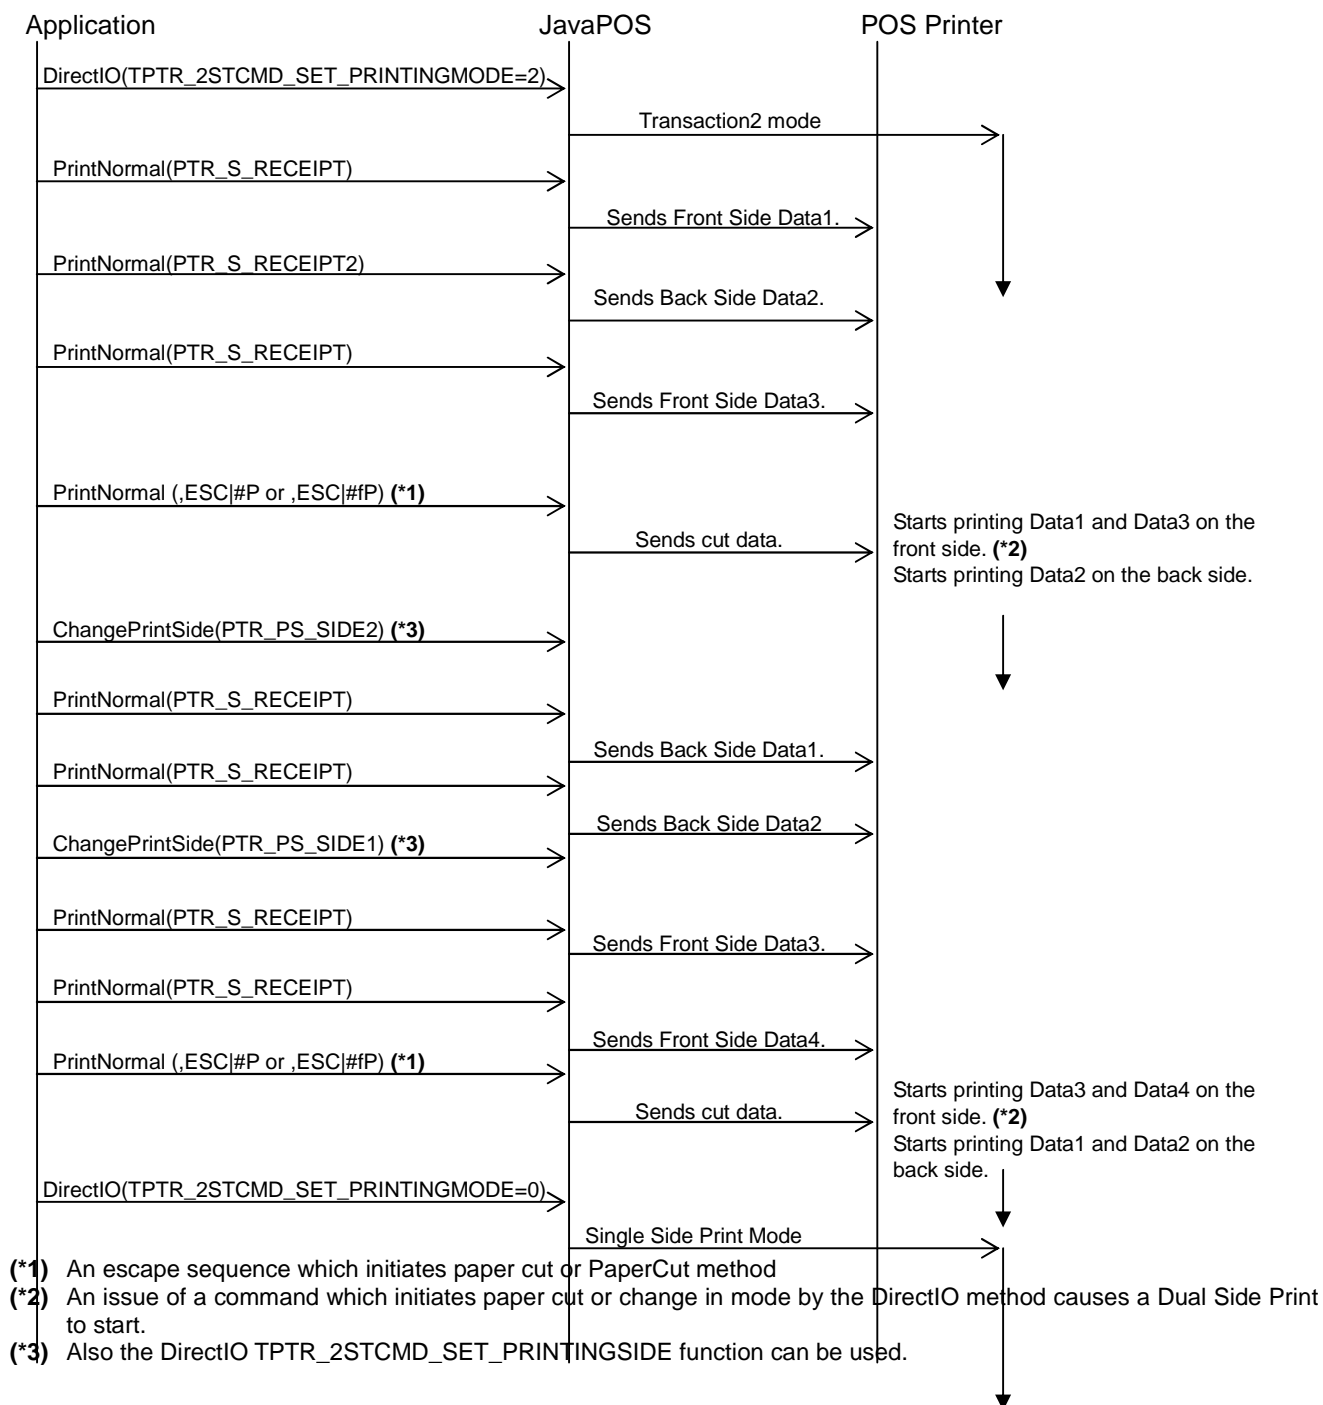 Application JavaPOS POS Printer
DirectIO(TPTR_2STCMD_SET_PRINTINGMODE=2)
Transaction2 mode
PrintNormal(PTR_S_RECEIPT)
Sends Front Side Data1.
PrintNormal(PTR_S_RECEIPT2)
Sends Back Side Data2.
PrintNormal(PTR_S_RECEIPT)
Sends Front Side Data3.
PrintNormal (,ESC|#P or ,ESC|#fP) (*1)
Sends cut data.
Starts printing Data1 and Data3 on the
front side. (*2)
Starts printing Data2 on the back side.
ChangePrintSide(PTR_PS_SIDE2) (*3)
PrintNormal(PTR_S_RECEIPT)
Sends Back Side Data1.
PrintNormal(PTR_S_RECEIPT)
Sends Back Side Data2
ChangePrintSide(PTR_PS_SIDE1) (*3)
PrintNormal(PTR_S_RECEIPT)
Sends Front Side Data3.
PrintNormal(PTR_S_RECEIPT)
Sends Front Side Data4.
PrintNormal (,ESC|#P or ,ESC|#fP) (*1)
Sends cut data.
Starts printing Data3 and Data4 on the
front side. (*2)
Starts printing Data1 and Data2 on the
back side.
DirectIO(TPTR_2STCMD_SET_PRINTINGMODE=0)
Single Side Print Mode
(*1) An escape sequence which initiates paper cut or PaperCut method
(*2) An issue of a command which initiates paper cut or change in mode by the DirectIO method causes a Dual Side Print
to start.
(*3) Also the DirectIO TPTR_2STCMD_SET_PRINTINGSIDE function can be used.